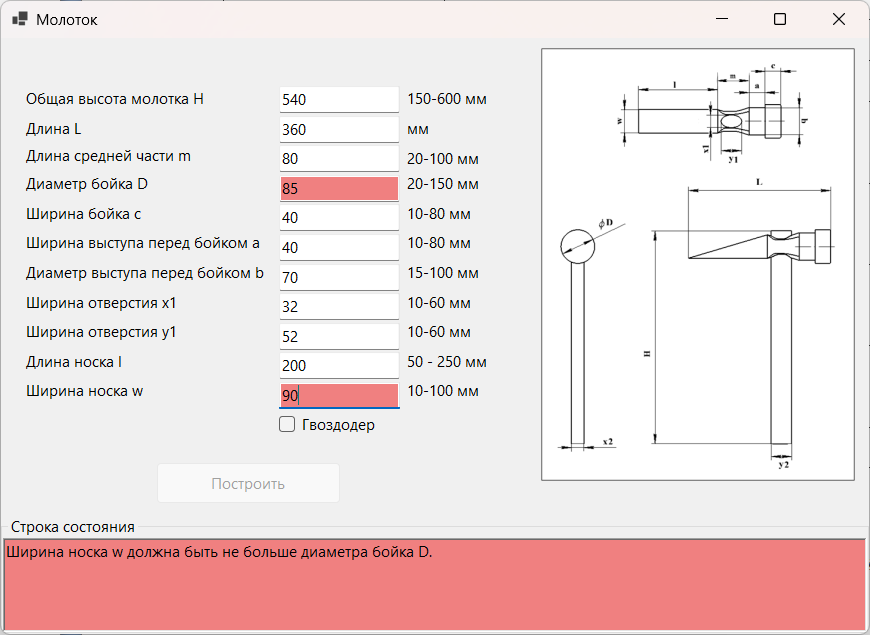 Молоток
Общая высота молотка H 540 150-600 мм
Длина L 360 мм
Длина средней части m 80 20-100 мм
Диаметр бойка D 85 20-150 мм
Ширина бойка c 40 10-80 мм
Ширина выступа перед бойком a 40 10-80 мм
Диаметр выступа перед бойком b 70 15-100 мм
Ширина отверстия x1 32 10-60 мм
Ширина отверстия y1 52 10-60 мм
Длина носка l 200 50 - 250 мм
Ширина носка w 90 10-100 мм
Гвоздодер
Построить
c
m
l
a
w
b
x1
y1
L
ϕD
H
x2
y2
Строка состояния
Ширина носка w должна быть не больше диаметра бойка D.